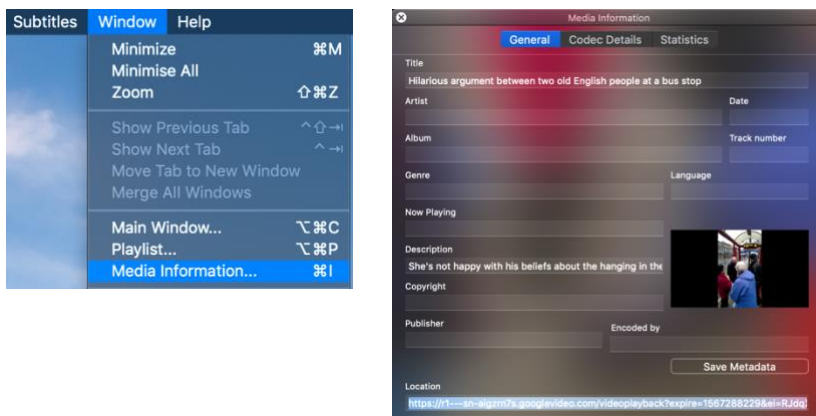 Subtitles Window Help
Minimize ⌘M
Minimise All
Zoom ⇧⌘Z
Show Previous Tab ^⇧⇥
Show Next Tab ^⇥
Move Tab to New Window
Merge All Windows
Main Window... ⌥⌘C
Playlist... ⌥⌘P
Media Information... ⌘I
Media Information
General Codec Details Statistics
Title
Hilarious argument between two old English people at a bus stop
Artist Date
Album Track number
Genre Language
Now Playing
Description
She's not happy with his beliefs about the hanging in the
Copyright
Publisher Encoded by
Save Metadata
Location
https://r1---sn-aigzrn7s.googlevideo.com/videoplayback?expire=1567288229&ei=RJdq